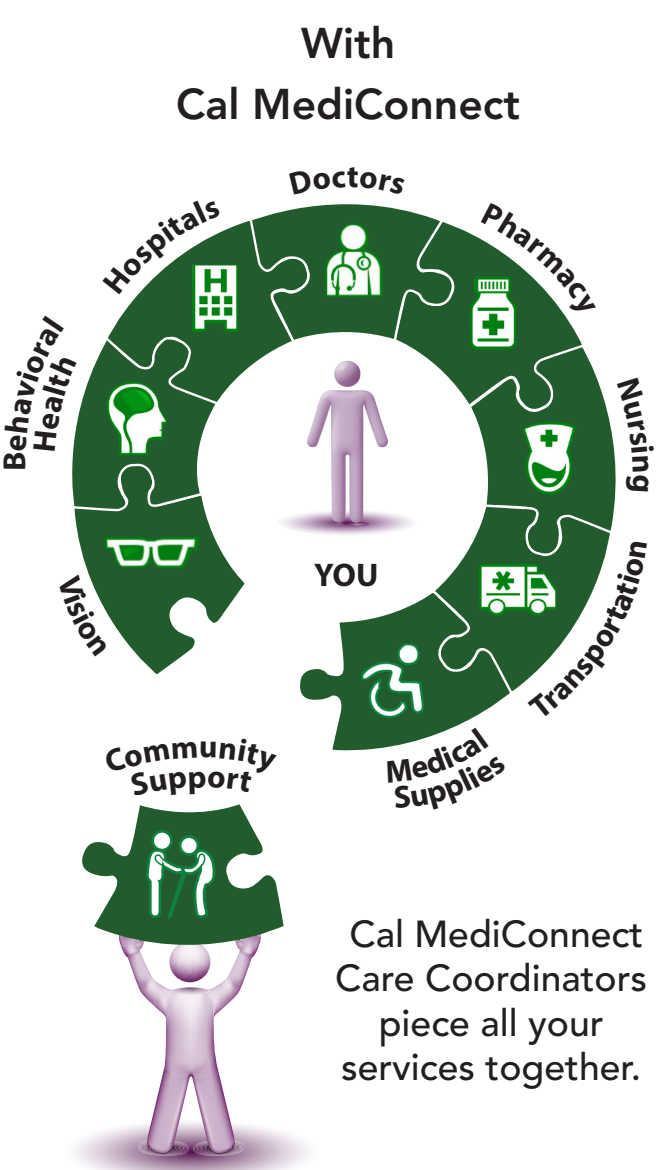 With
Cal MediConnect
Doctors
Hospitals
Pharmacy
Behavioral
Health
Nursing
H
YOU
Vision
Transportation
Medical
Supplies
Community
Support
Cal MediConnect
Care Coordinators
piece all your
services together.